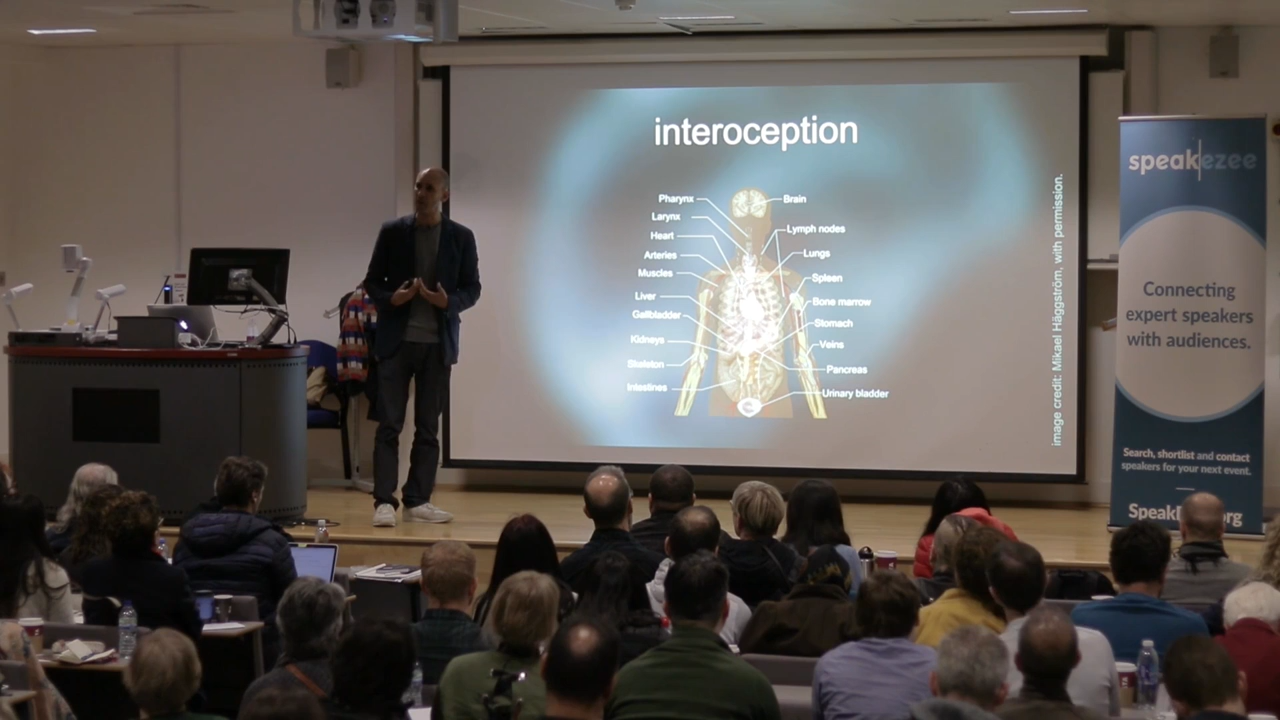 interoception
Pharynx
Larynx
Heart
Arteries
Muscles
Liver
Gallbladder
Kidneys
Skeleton
Intestines
Brain
Lymph nodes
Lungs
Spleen
Bone marrow
Stomach
Veins
Pancreas
Urinary bladder
image credit: Mikael Häggström, with permission.
speakezee
Connecting
expert speakers
with audiences.
Search, shortlist and contact
speakers for your next event.